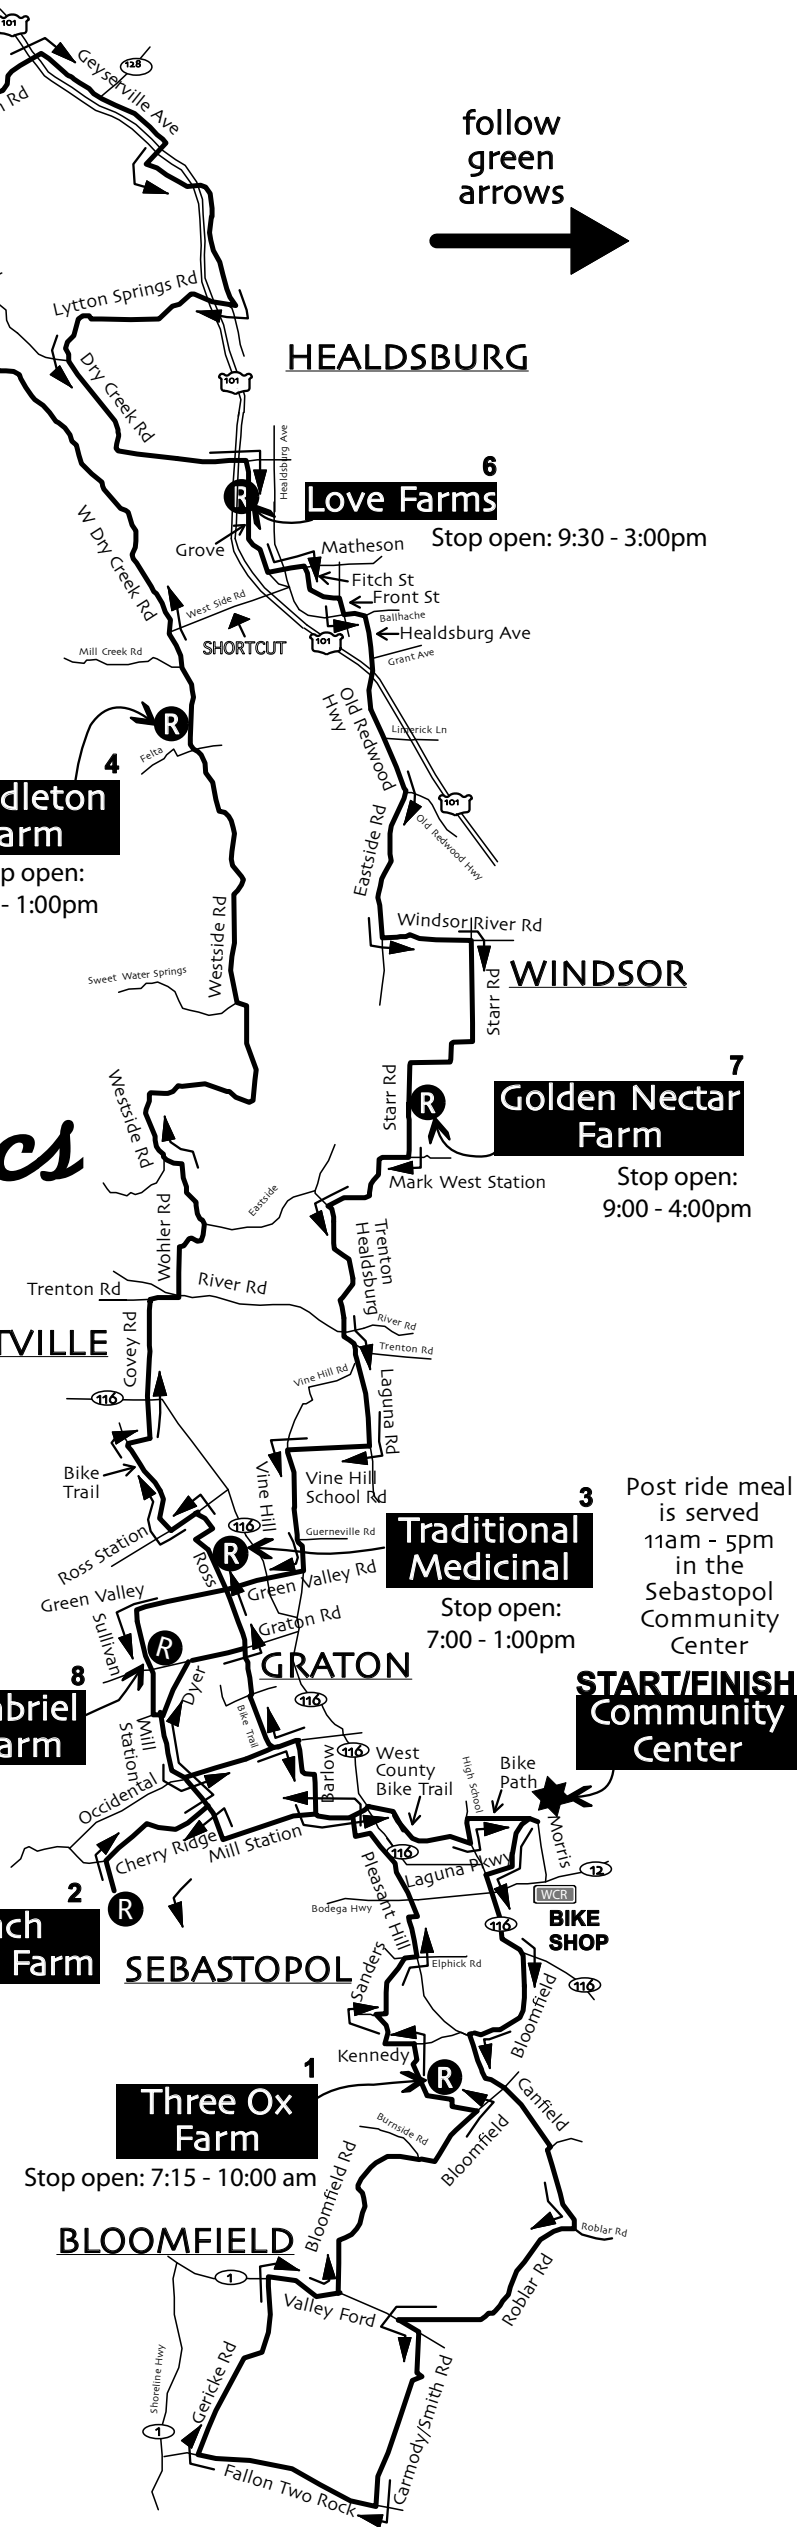 101
128
Geyserville Ave
n Rd
follow
green
arrows
Lytton Springs Rd
HEALDSBURG
Dry Creek Rd
101
Healdsburg Ave
6
R
Love Farms
Stop open: 9:30 - 3:00pm
W Dry Creek Rd
Grove
Matheson
Fitch St
Front St
West Side Rd
Ballhache
SHORTCUT
101
Healdsburg Ave
Mill Creek Rd
Grant Ave
Old Redwood
Hwy
R
Limerick Ln
Felta
4
dleton
arm
p open:
- 1:00pm
101
Old Redwood Hwy
Eastside Rd
Westside Rd
Windsor River Rd
Sweet Water Springs
Starr Rd
WINDSOR
7
Westside Rd
Starr Rd
R
Golden Nectar
Farm
cs
Mark West Station
Stop open:
9:00 - 4:00pm
Eastside
Wohler Rd
Trenton
Healdsburg
Trenton Rd
River Rd
River Rd
TVILLE
Covey Rd
Trenton Rd
Vine Hill Rd
Laguna Rd
116
Bike
Trail
Vine Hill
Vine Hill
School Rd
Post ride meal
is served
11am - 5pm
in the
Sebastopol
Community
Center
3
116
Guerneville Rd
Traditional
Medicinal
Ross Station
R
Ross
Green Valley
Green Valley Rd
Stop open:
7:00 - 1:00pm
Sullivan
Graton Rd
R
GRATON
START/FINISH
Community
Center
8
abriel
arm
Dyer
116
Bike Trail
Mill
Station
116
Barlow
West
County
Bike Trail
High School
Bike
Path
Occidental
Morris
Cherry Ridge
Mill Station
116
Laguna Pkwy
12
2
R
Pleasant Hill
WCR
Bodega Hwy
116
BIKE
SHOP
nch
Farm
SEBASTOPOL
Elphick Rd
Sanders
116
Bloomfield
Kennedy
1
R
Three Ox
Farm
Canfield
Burnside Rd
Bloomfield
Stop open: 7:15 - 10:00 am
Bloomfield Rd
BLOOMFIELD
Roblar Rd
1
Roblar Rd
Valley Ford
Shoreline Hwy
Gericke Rd
Carmody/Smith Rd
1
Fallon Two Rock